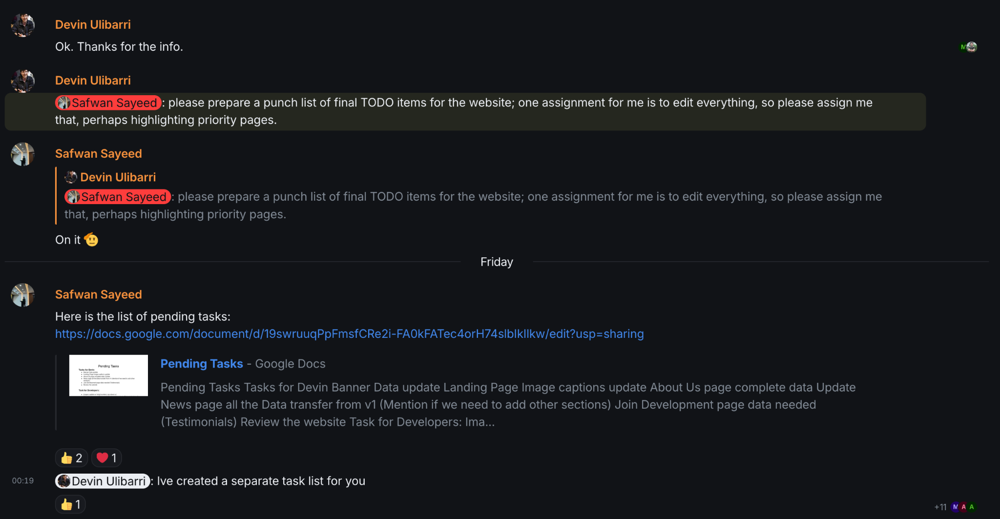 Devin Ulibarri
Ok. Thanks for the info.
M
Devin Ulibarri
Safwan Sayeed: please prepare a punch list of final TODO items for the website; one assignment for me is to edit everything, so please assign me
that, perhaps highlighting priority pages.
Safwan Sayeed
Devin Ulibarri
Safwan Sayeed: please prepare a punch list of final TODO items for the website; one assignment for me is to edit everything, so please assign me
that, perhaps highlighting priority pages.
On it 🫡
Friday
Safwan Sayeed
Here is the list of pending tasks:
https://docs.google.com/document/d/19swruuqPpFmsfCRe2i-FA0kFATec4orH74slbIkIlkw/edit?usp=sharing
Pending Tasks
Tasks for Devin:
Task for Developers:
Pending Tasks - Google Docs
Pending Tasks Tasks for Devin Banner Data update Landing Page Image captions update About Us page complete data Update
News page all the Data transfer from v1 (Mention if we need to add other sections) Join Development page data needed
(Testimonials) Review the website Task for Developers: Ima...
👍 2 ❤️ 1
00:19 Devin Ulibarri: Ive created a separate task list for you
👍 1
+11 M A A